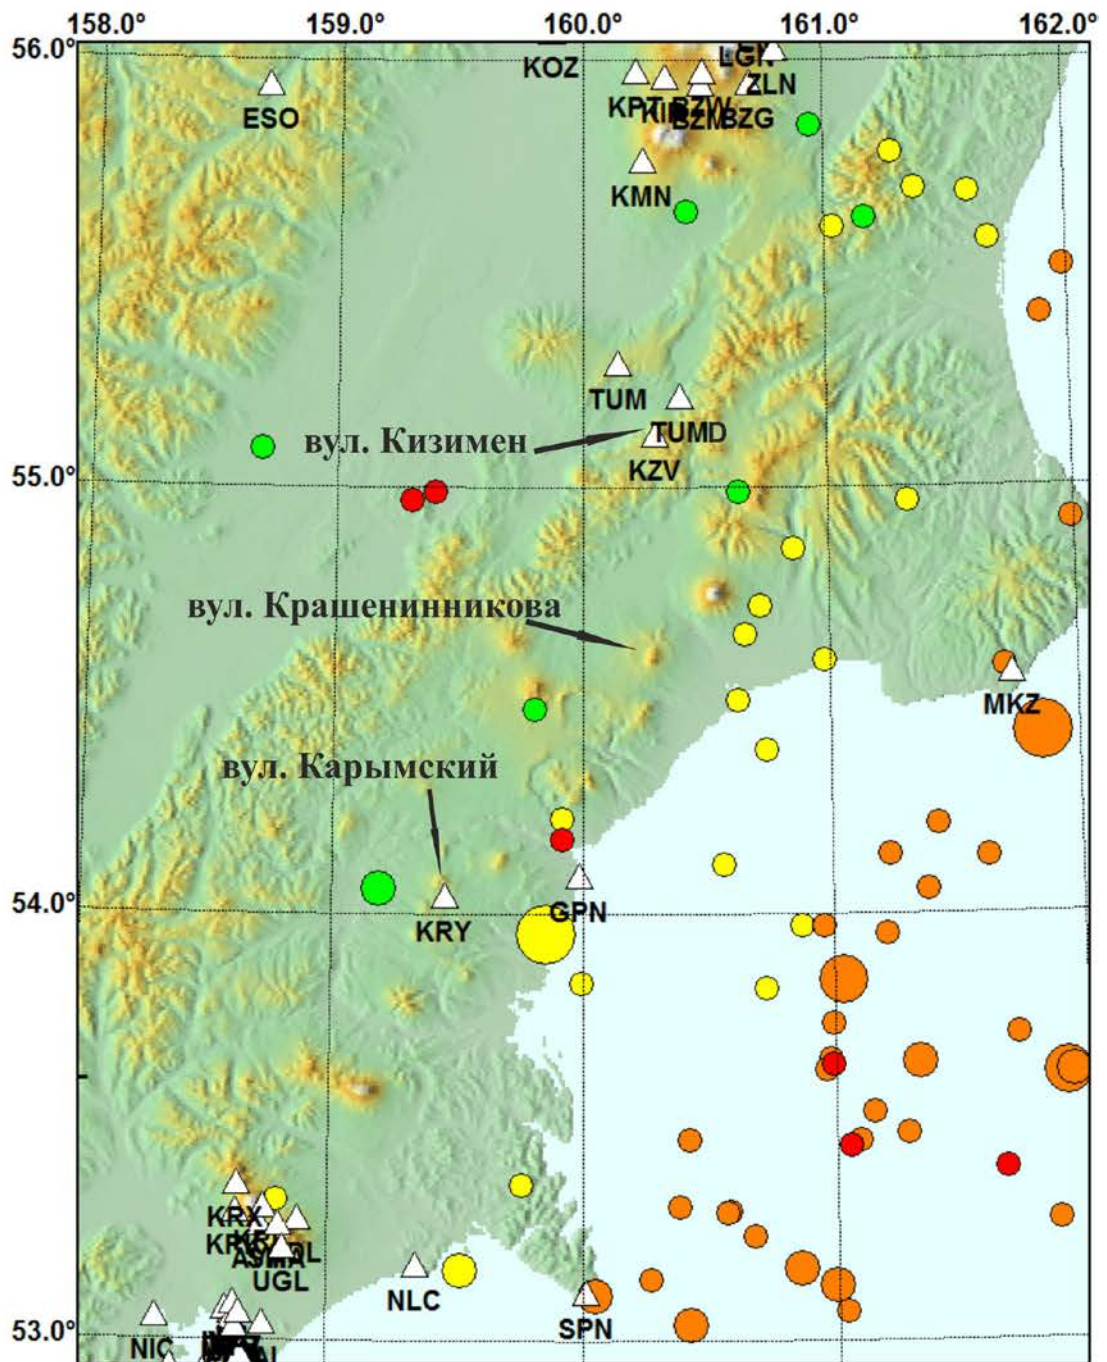 158.0° 159.0° 160.0° 161.0° 162.0°
56.0°
KOZ
LGN
ZLN
ESO
KPT
BZW
BZM
BZG
KMN
TUM
TUMD
вул. Кизимен
KZV
55.0°
вул. Крашенинникова
MKZ
вул. Карымский
54.0°
GPN
KRY
KRX
UGL
NLC
SPN
NIC
53.0°